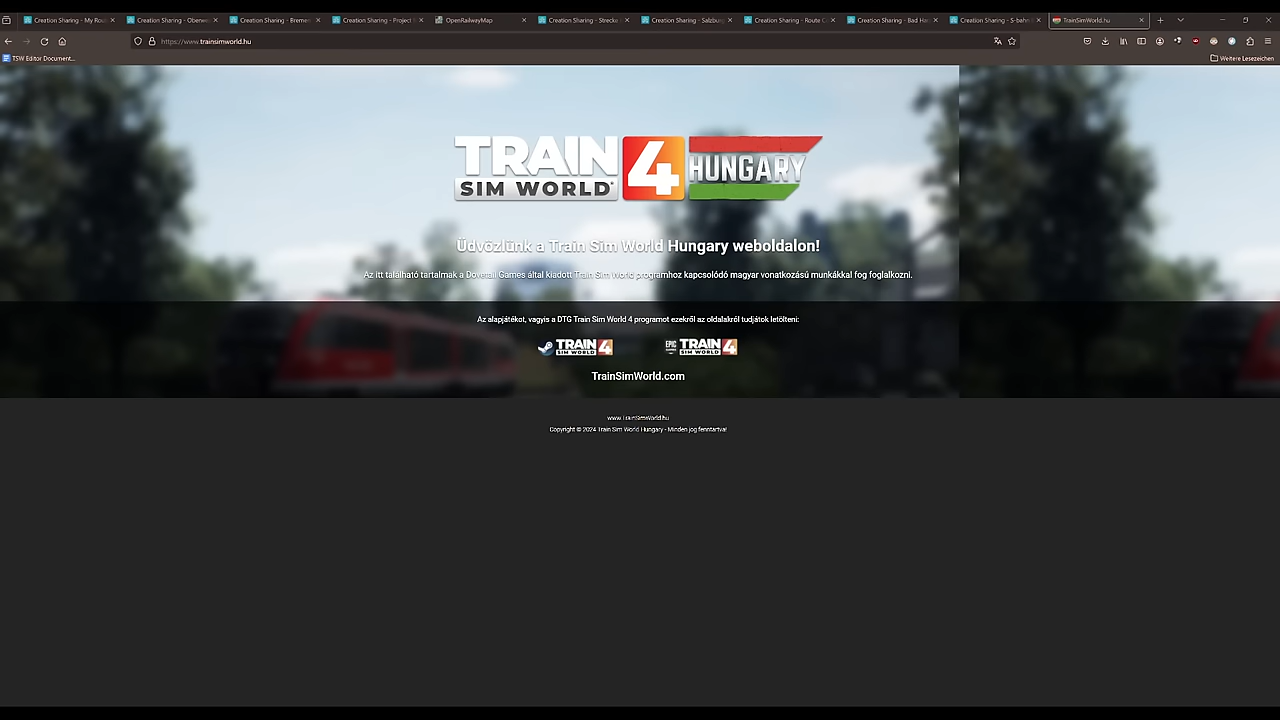 Creation Sharing - My Rou
Creation Sharing - Oberwe
Creation Sharing - Bremer
Creation Sharing - Project
OpenRailwayMap
Creation Sharing - Strecke
Creation Sharing - Salzburg
Creation Sharing - Route
Creation Sharing - Bad Ha
Creation Sharing - S-bahn
TrainSimWorld.hu
https://www.trainsimworld.hu
TSW Editor Document...
Weitere Lesezeichen
TRAIN SIM WORLD 4 HUNGARY
Üdvözlünk a Train Sim World Hungary weboldalon!
Az itt található tartalmak a Dovetail Games által kiadott Train Sim World programhoz kapcsolódó magyar vonatkozású munkákkal fog foglalkozni.
Az alapjátékot, vagyis a DTG Train Sim World 4 programot ezekről az oldalakról tudjátok letölteni:
TRAIN SIM WORLD 4
EPIC GAMES TRAIN SIM WORLD 4
TrainSimWorld.com
www.TrainSimWorld.hu
Copyright © 2024 Train Sim World Hungary - Minden jog fenntartva!